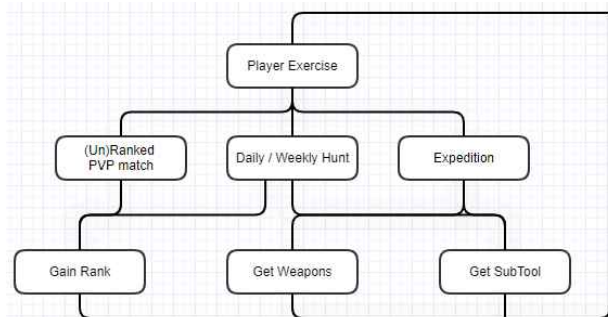 Player Exercise
(Un)Ranked
PVP match
Daily / Weekly Hunt
Expedition
Gain Rank
Get Weapons
Get SubTool